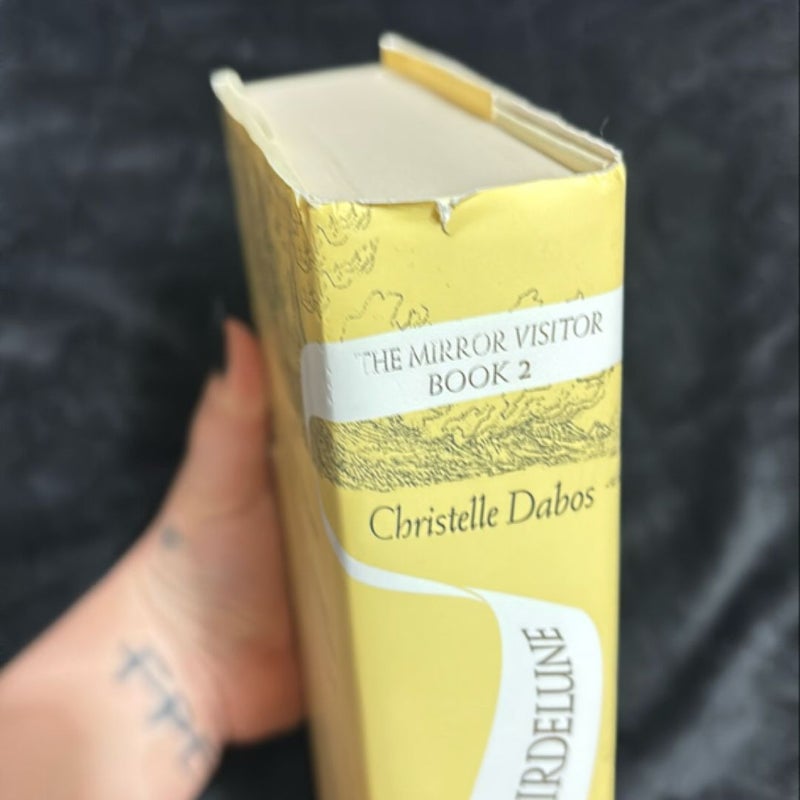 THE MIRROR VISITOR
BOOK 2
Christelle Dabos
IRDELUNE